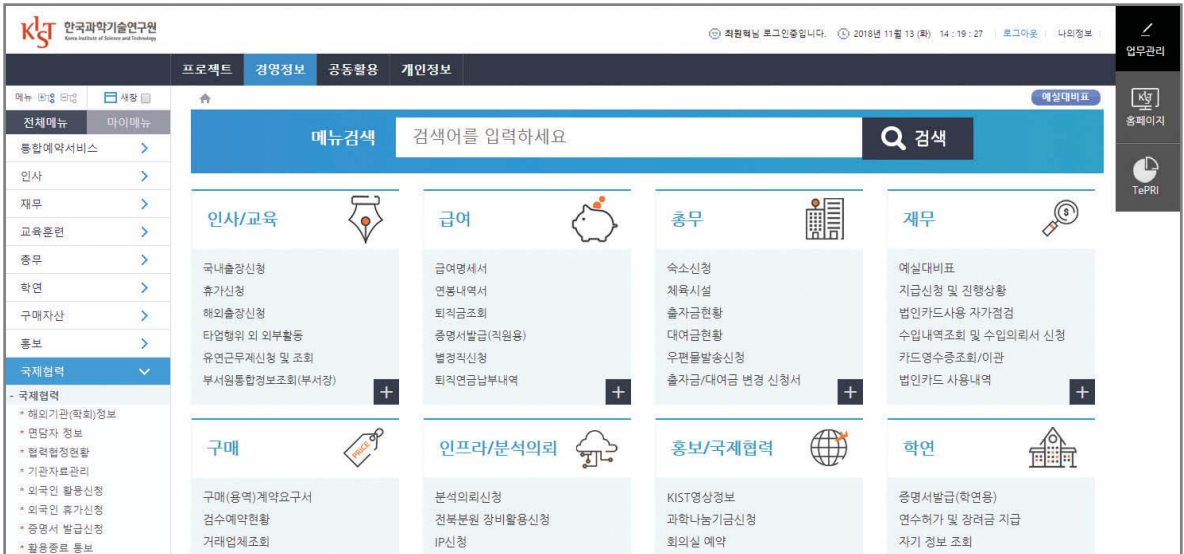 KIST 한국과학기술연구원
Korea Institute of Science and Technology
최원혁님 로그인중입니다. 2018년 11월 13 (화) 14 : 19 : 27 로그아웃 나의정보
업무관리
홈페이지
TePRI
프로젝트 경영정보 공동활용 개인정보
메뉴 새창
예실대비표
전체메뉴 마이메뉴
통합예약서비스
인사
재무
교육훈련
종무
학연
구매자산
홍보
국제협력
- 국제협력
* 해외기관(학회)정보
* 면담자 정보
* 협력협정현황
* 기관자료관리
* 외국인 활용신청
* 외국인 휴가신청
* 증명서 발급신청
* 활용종료 통보
메뉴검색 검색어를 입력하세요 검색
인사/교육
국내출장신청
휴가신청
해외출장신청
타업행위 외 외부활동
유연근무제신청 및 조회
부서원통합정보조회(부서장)
급여
급여명세서
연봉내역서
퇴직금조회
증명서발급(직원용)
별정직신청
퇴직연금납부내역
총무
숙소신청
체육시설
출자금현황
대여금현황
우편물발송신청
출자금/대여금 변경 신청서
재무
예실대비표
지급신청 및 진행상황
법인카드사용 자가점검
수입내역조회 및 수입의뢰서 신청
카드영수증조회/이관
법인카드 사용내역
구매
PRICE
구매(용역)계약요구서
검수예약현황
거래업체조회
인프라/분석의뢰
분석의뢰신청
전북분원 장비활용신청
IP신청
홍보/국제협력
KIST영상정보
과학나눔기금신청
회의실 예약
학연
증명서발급(학연용)
연수허가 및 장려금 지급
자기 정보 조회